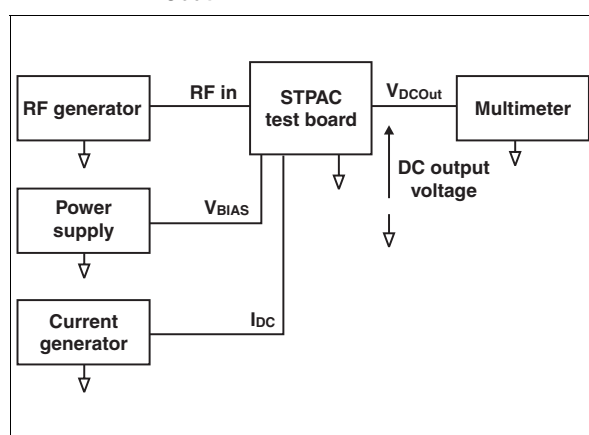 RF generator
RF in
STPAC
test board
VDCOut
Multimeter
DC output
voltage
Power
supply
VBIAS
Current
generator
IDC